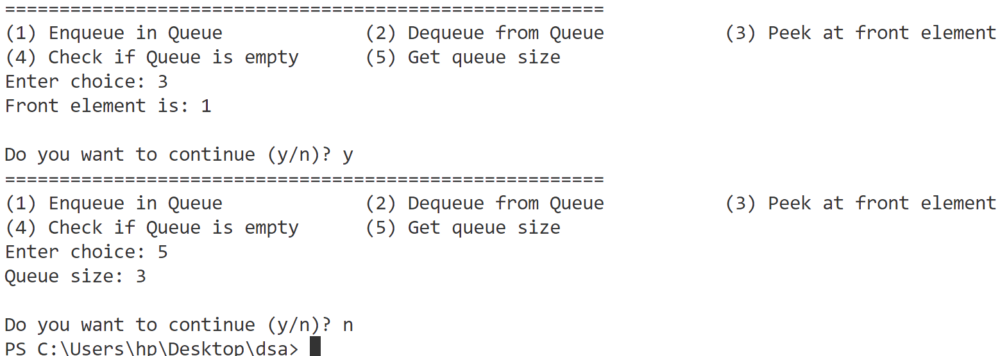 =======================================================
(1) Enqueue in Queue (2) Dequeue from Queue (3) Peek at front element
(4) Check if Queue is empty (5) Get queue size
Enter choice: 3
Front element is: 1
Do you want to continue (y/n)? y
=======================================================
(1) Enqueue in Queue (2) Dequeue from Queue (3) Peek at front element
(4) Check if Queue is empty (5) Get queue size
Enter choice: 5
Queue size: 3
Do you want to continue (y/n)? n
PS C:\Users\hp\Desktop\dsa>